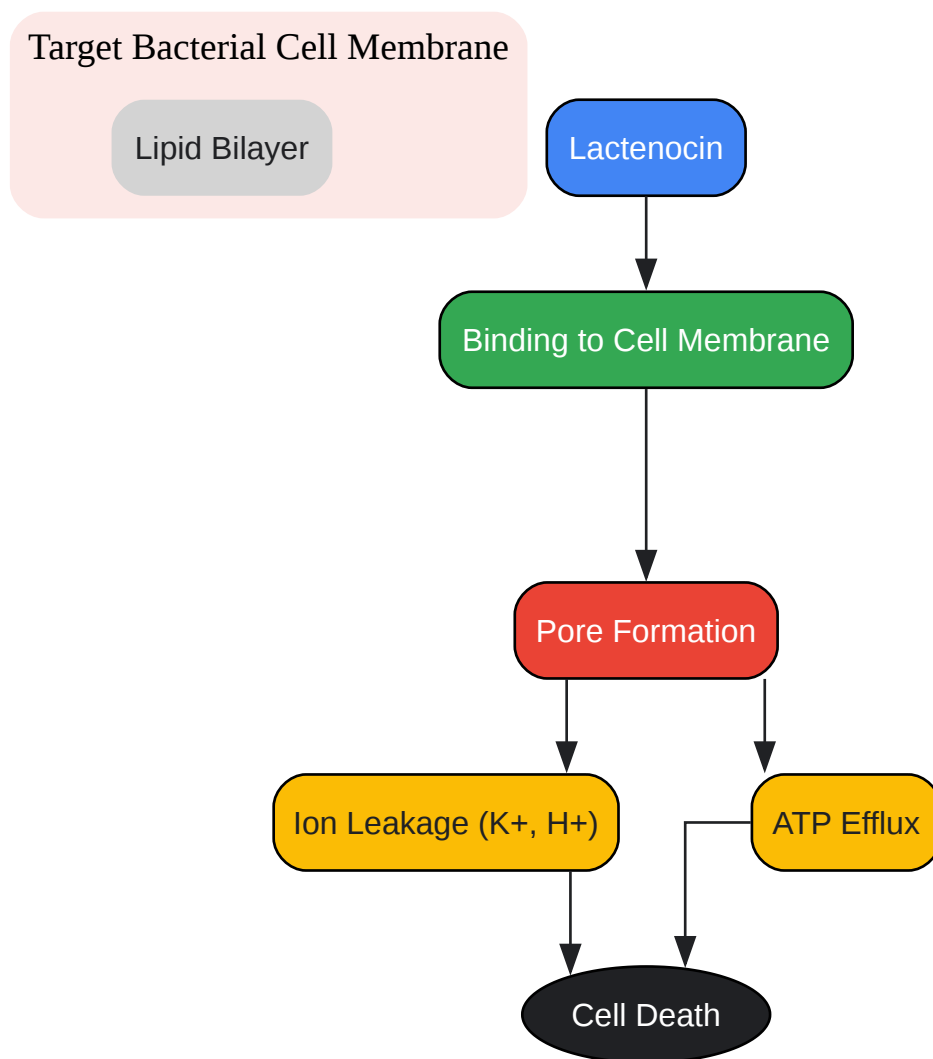 Target Bacterial Cell Membrane
Lipid Bilayer
Lactenocin
Binding to Cell Membrane
Pore Formation
Ion Leakage (K+, H+)
ATP Efflux
Cell Death